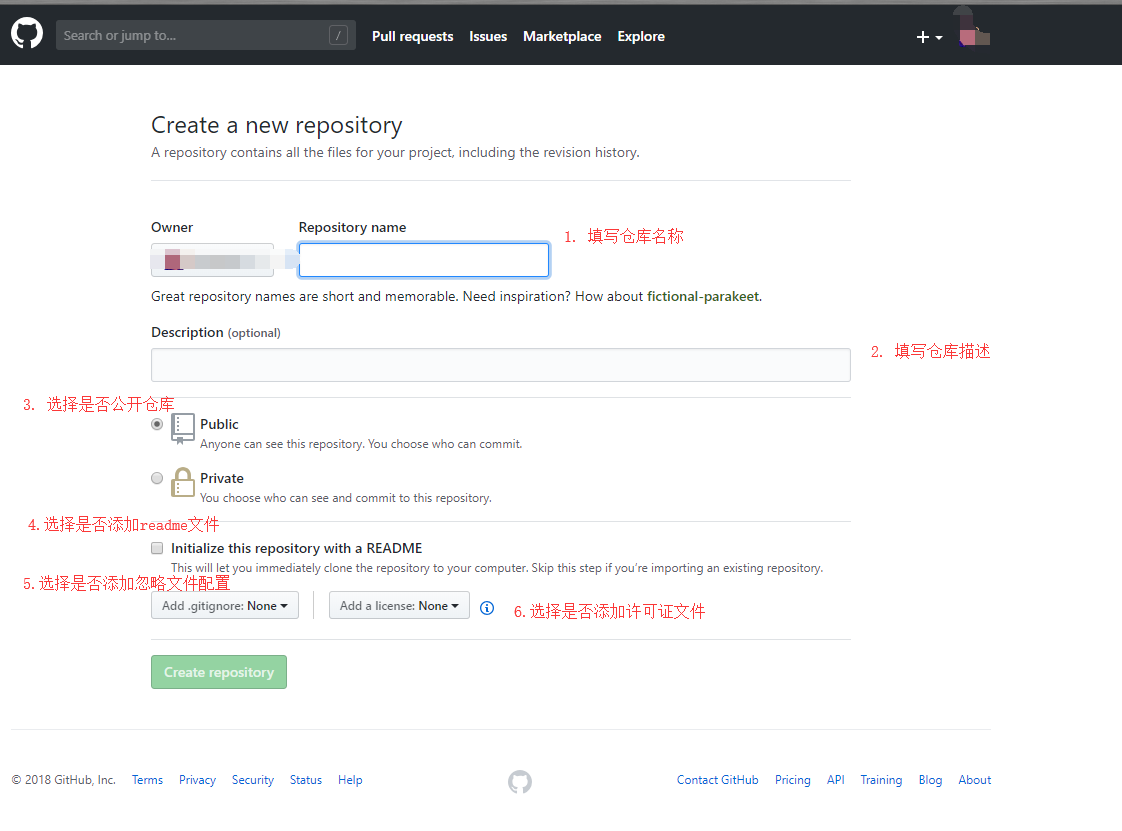 Search or jump to... /
Pull requests Issues Marketplace Explore
Create a new repository
A repository contains all the files for your project, including the revision history.
Owner Repository name
1. 填写仓库名称
Great repository names are short and memorable. Need inspiration? How about fictional-parakeet.
Description (optional)
2. 填写仓库描述
3. 选择是否公开仓库
Public
Anyone can see this repository. You choose who can commit.
Private
You choose who can see and commit to this repository.
4. 选择是否添加readme文件
Initialize this repository with a README
This will let you immediately clone the repository to your computer. Skip this step if you’re importing an existing repository.
5. 选择是否添加忽略文件配置
Add .gitignore: None Add a license: None
6. 选择是否添加许可证文件
Create repository
© 2018 GitHub, Inc. Terms Privacy Security Status Help Contact GitHub Pricing API Training Blog About